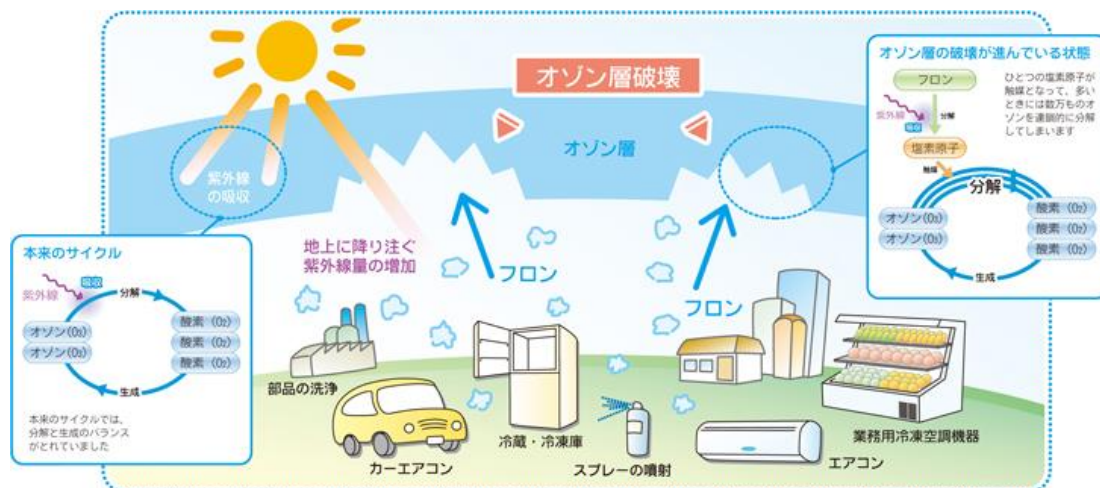 オゾン層破壊
オゾン層
紫外線
の吸収
地上に降り注ぐ
紫外線量の増加
フロン
フロン
部品の洗浄
カーエアコン
冷蔵・冷凍庫
スプレーの噴射
エアコン
業務用冷凍空調機器
本来のサイクル
吸収
紫外線
分解
オゾン(O₃)
オゾン(O₃)
酸素(O₂)
酸素(O₂)
酸素(O₂)
生成
本来のサイクルでは、
分解と生成のバランス
がとれていました
オゾン層の破壊が進んでいる状態
フロン
紫外線
吸収
分解
塩素原子
触媒
ひとつの塩素原子が
触媒となって、多い
ときには数万ものオ
ゾンを連鎖的に分解
してしまいます
分解
オゾン(O₃)
オゾン(O₃)
酸素(O₂)
酸素(O₂)
酸素(O₂)
生成